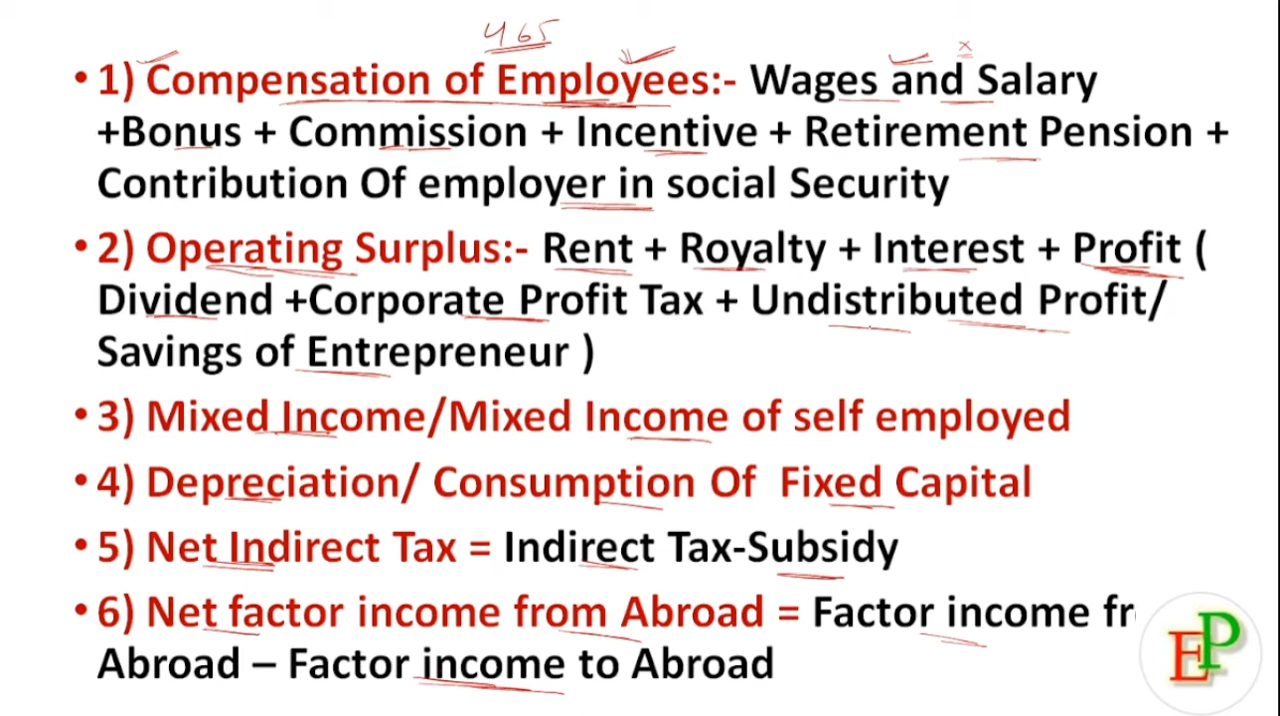 465
• 1) Compensation of Employees:- Wages and Salary
+Bonus + Commission + Incentive + Retirement Pension +
Contribution Of employer in social Security
• 2) Operating Surplus:- Rent + Royalty + Interest + Profit (
Dividend +Corporate Profit Tax + Undistributed Profit/
Savings of Entrepreneur )
• 3) Mixed Income/Mixed Income of self employed
• 4) Depreciation/ Consumption Of Fixed Capital
• 5) Net Indirect Tax = Indirect Tax-Subsidy
• 6) Net factor income from Abroad = Factor income fr
Abroad – Factor income to Abroad
EP